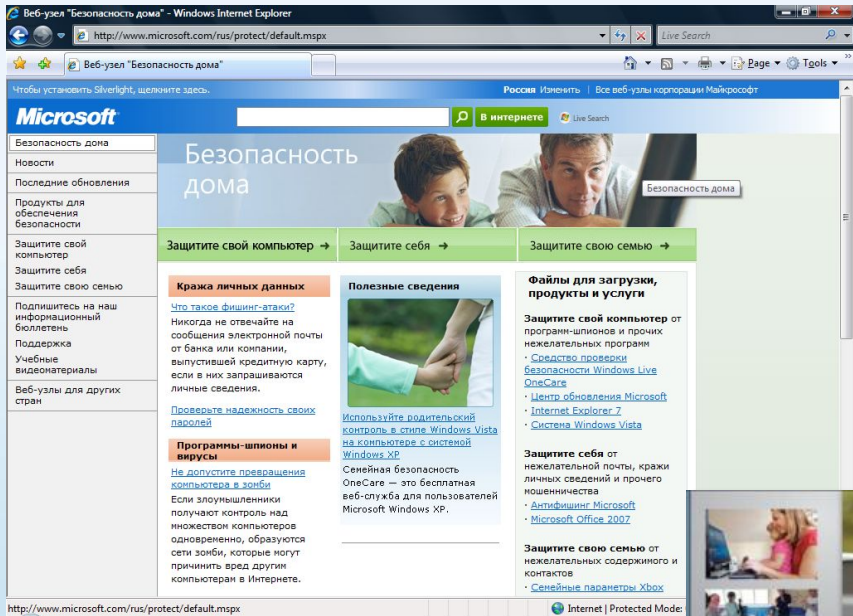 Веб-узел "Безопасность дома" - Windows Internet Explorer
http://www.microsoft.com/rus/protect/default.mspx
Live Search
Веб-узел "Безопасность дома"
Page
Tools
Чтобы установить Silverlight, щелкните здесь.
Россия Изменить | Все веб-узлы корпорации Майкрософт
Microsoft
В интернете
Live Search
Безопасность дома
Новости
Последние обновления
Продукты для
обеспечения
безопасности
Защитите свой
компьютер
Защитите себя
Защитите свою семью
Подпишитесь на наш
информационный
бюллетень
Поддержка
Учебные
видеоматериалы
Веб-узлы для других
стран
Безопасность
дома
Безопасность дома
Защитите свой компьютер →
Защитите себя →
Защитите свою семью →
Кража личных данных
Что такое фишинг-атаки?
Никогда не отвечайте на
сообщения электронной почты
от банка или компании,
выпустившей кредитную карту,
если в них запрашиваются
личные сведения.
Проверьте надежность своих
паролей
Программы-шпионы и
вирусы
Не допустите превращения
компьютера в зомби
Если злоумышленники
получают контроль над
множеством компьютеров
одновременно, образуются
сети зомби, которые могут
причинить вред другим
компьютерам в Интернете.
Полезные сведения
Используйте родительский
контроль в стиле Windows Vista
на компьютере с системой
Windows XP
Семейная безопасность
OneCare — это бесплатная
веб-служба для пользователей
Microsoft Windows XP.
Файлы для загрузки,
продукты и услуги
Защитите свой компьютер от
программ-шпионов и прочих
нежелательных программ
· Средство проверки
безопасности Windows Live
OneCare
· Центр обновления Microsoft
· Internet Explorer 7
· Система Windows Vista
Защитите себя от
нежелательной почты, кражи
личных сведений и прочего
мошенничества
· Антифишинг Microsoft
· Microsoft Office 2007
Защитите свою семью от
нежелательных содержимого и
контактов
· Семейные параметры Xbox
http://www.microsoft.com/rus/protect/default.mspx
Internet | Protected Mode: